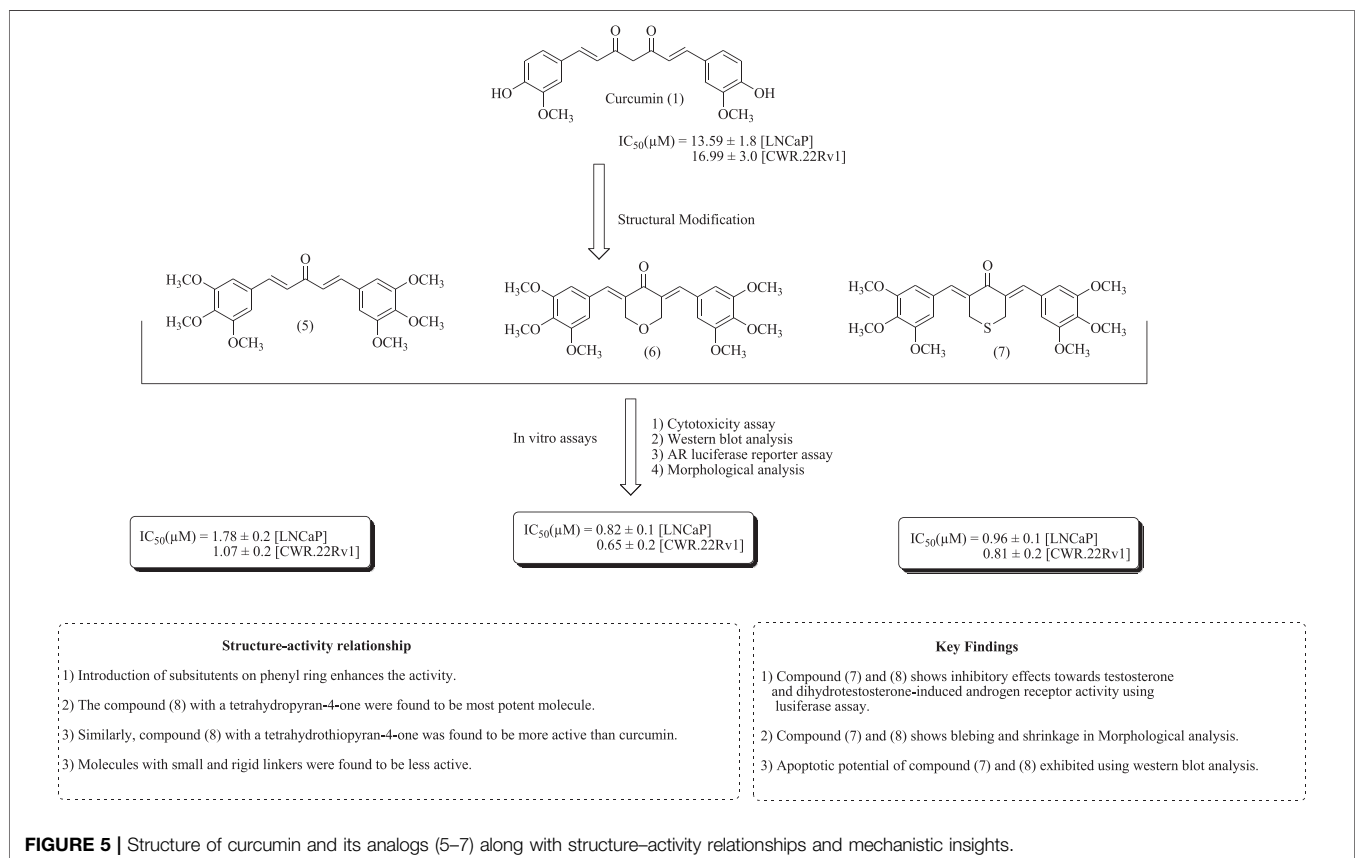 O O
HO OCH₃ Curcumin (1) OCH₃ OH
IC₅₀(µM) = 13.59 ± 1.8 [LNCaP]
16.99 ± 3.0 [CWR.22Rv1]
Structural Modification
O
H₃CO OCH₃
H₃CO (5) OCH₃
OCH₃ OCH₃
O
H₃CO OCH₃
H₃CO O OCH₃
OCH₃ (6) OCH₃
O
H₃CO OCH₃
H₃CO S OCH₃
OCH₃ (7) OCH₃
In vitro assays
1) Cytotoxicity assay
2) Western blot analysis
3) AR luciferase reporter assay
4) Morphological analysis
IC₅₀(µM) = 1.78 ± 0.2 [LNCaP]
1.07 ± 0.2 [CWR.22Rv1]
IC₅₀(µM) = 0.82 ± 0.1 [LNCaP]
0.65 ± 0.2 [CWR.22Rv1]
IC₅₀(µM) = 0.96 ± 0.1 [LNCaP]
0.81 ± 0.2 [CWR.22Rv1]
Structure-activity relationship
1) Introduction of subsitutents on phenyl ring enhances the activity.
2) The compound (8) with a tetrahydropyran-4-one were found to be most potent molecule.
3) Similarly, compound (8) with a tetrahydrothiopyran-4-one was found to be more active than curcumin.
3) Molecules with small and rigid linkers were found to be less active.
Key Findings
1) Compound (7) and (8) shows inhibitory effects towards testosterone
and dihydrotestosterone-induced androgen receptor activity using
lusiferase assay.
2) Compound (7) and (8) shows blebing and shrinkage in Morphological analysis.
3) Apoptotic potential of compound (7) and (8) exhibited using western blot analysis.
FIGURE 5 | Structure of curcumin and its analogs (5–7) along with structure–activity relationships and mechanistic insights.